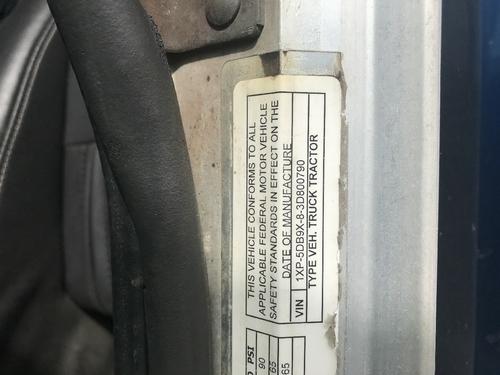 THIS VEHICLE CONFORMS TO ALL
APPLICABLE FEDERAL MOTOR VEHICLE
SAFETY STANDARDS IN EFFECT ON THE
DATE OF MANUFACTURE
VIN 1XP-5DB9X-8-3D800790
TYPE VEH. TRUCK TRACTOR
PSI
90
65
65